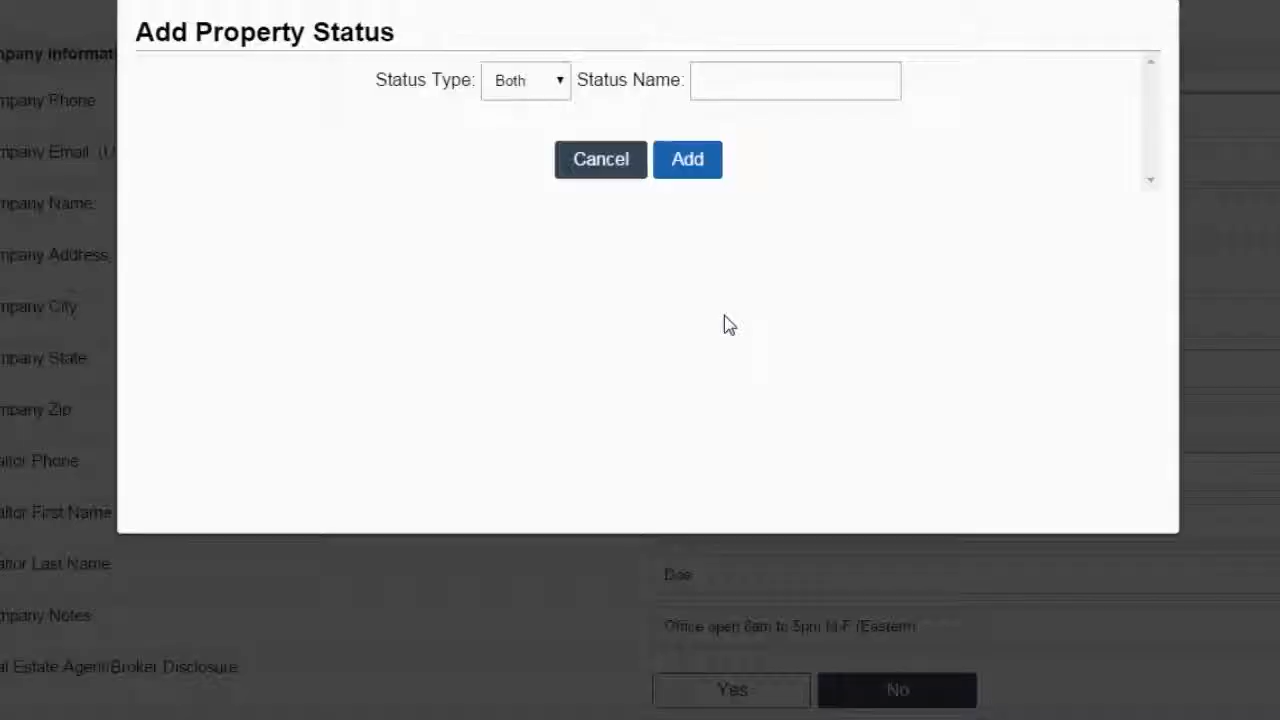 Add Property Status
mpany Informat
Status Type: Both Status Name:
mpany Phone
Cancel Add
mpany Email (U
mpany Name:
mpany Address
mpany City
mpany State
mpany Zip
altor Phone
altor First Name
altor Last Name
Doe
mpany Notes
Office open 8am to 5pm M-F (Eastern)
al Estate Agent/Broker Disclosure
Yes No